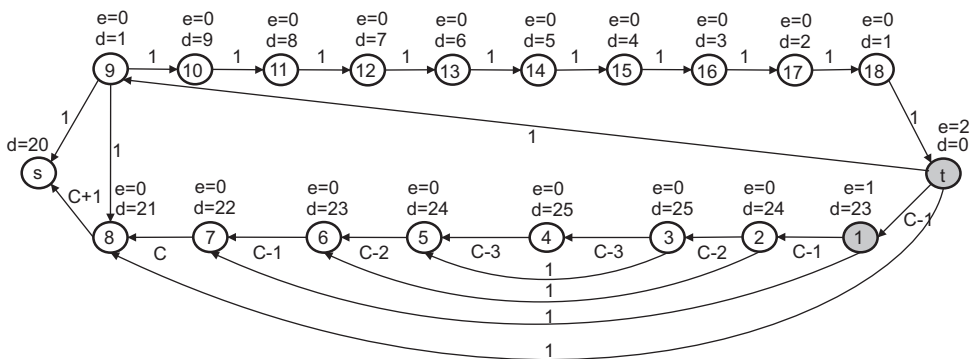 e=0 e=0 e=0 e=0 e=0 e=0 e=0 e=0 e=0 e=0
d=1 d=9 d=8 d=7 d=6 d=5 d=4 d=3 d=2 d=1
1 1 1 1 1 1 1 1 1
9 10 11 12 13 14 15 16 17 18
1 1 1 1
e=2
d=20 d=0
s t
C+1
e=0 e=0 e=0 e=0 e=0 e=0 e=0 e=1
d=21 d=22 d=23 d=24 d=25 d=25 d=24 d=23
C-1
8 7 6 5 4 3 2 1
C C-1 C-2 C-3 C-3 C-2 C-1
1
1
1
1